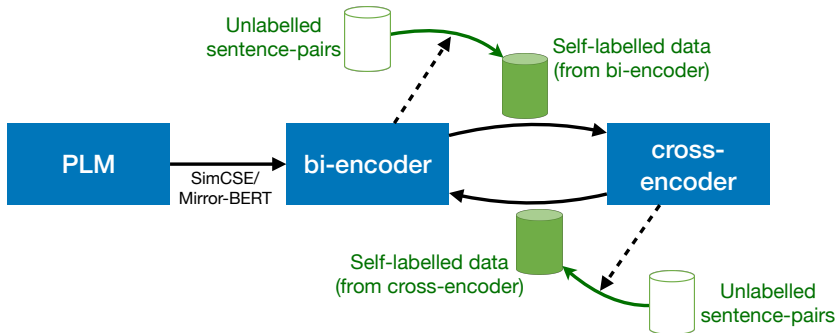 Unlabelled
sentence-pairs
Self-labelled data
(from bi-encoder)
PLM
SimCSE/
Mirror-BERT
bi-encoder
cross-
encoder
Self-labelled data
(from cross-encoder)
Unlabelled
sentence-pairs